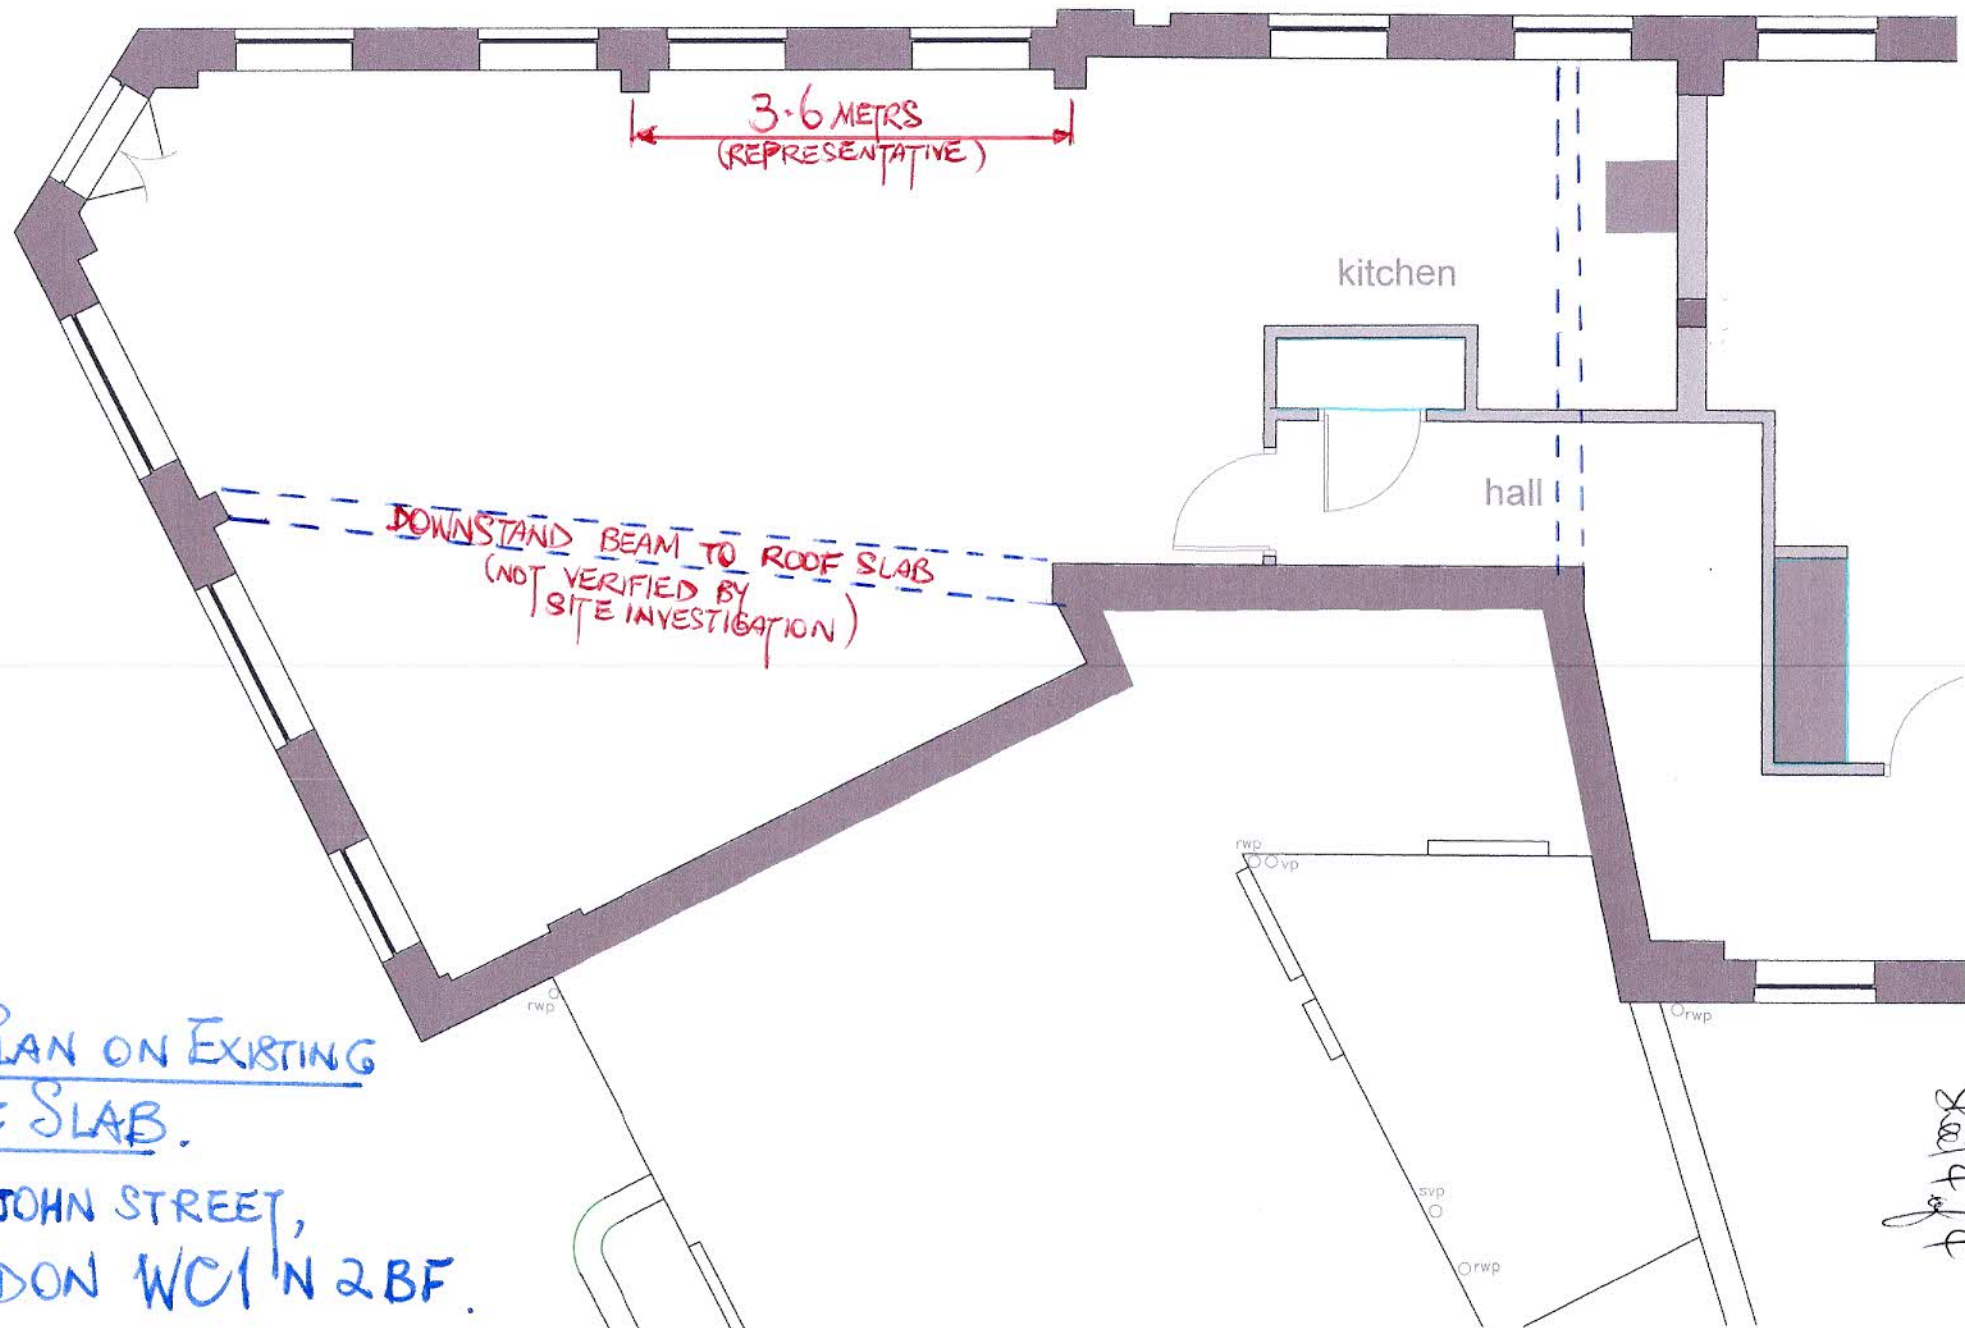 3.6 METRS
(REPRESENTATIVE)
kitchen
hall
DOWNSTAND BEAM TO ROOF SLAB
(NOT VERIFIED BY
SITE INVESTIGATION)
rwp
vp
rwp
rwp
svp
rwp
PLAN ON EXISTING
SLAB.
JOHN STREET,
DON WC1N 2BF.